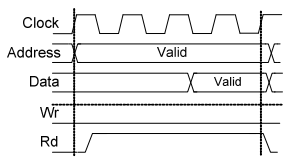 Clock
Address Valid
Data Valid
Wr
Rd